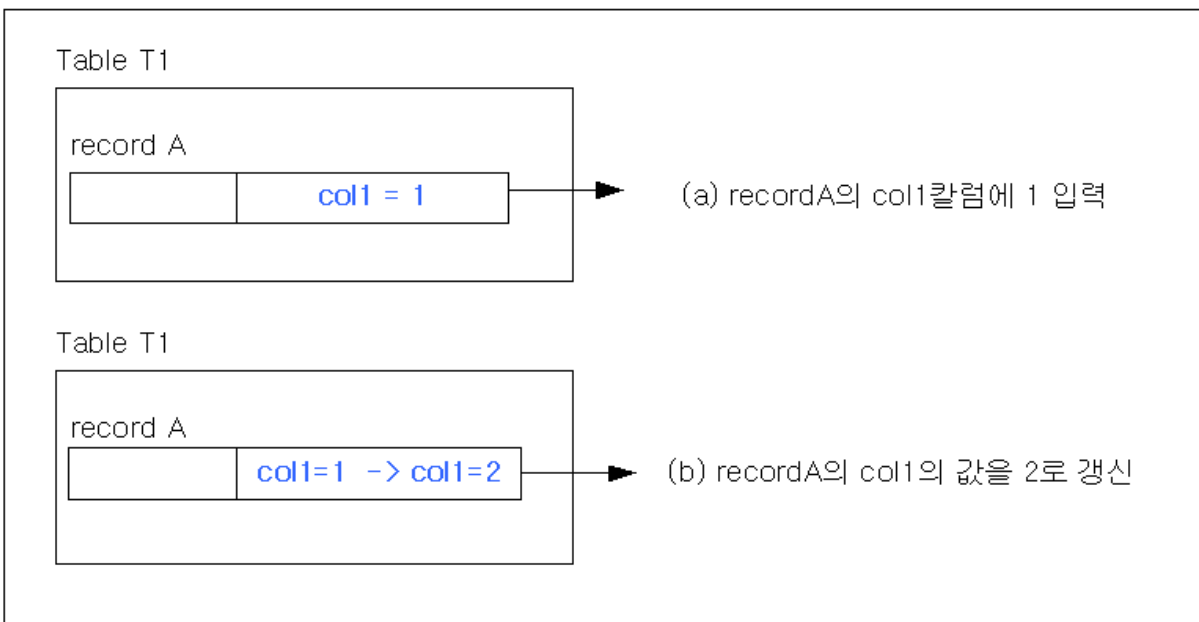 Table T1
record A
col1 = 1
(a) recordA의 col1칼럼에 1 입력
Table T1
record A
col1=1 -> col1=2
(b) recordA의 col1의 값을 2로 갱신